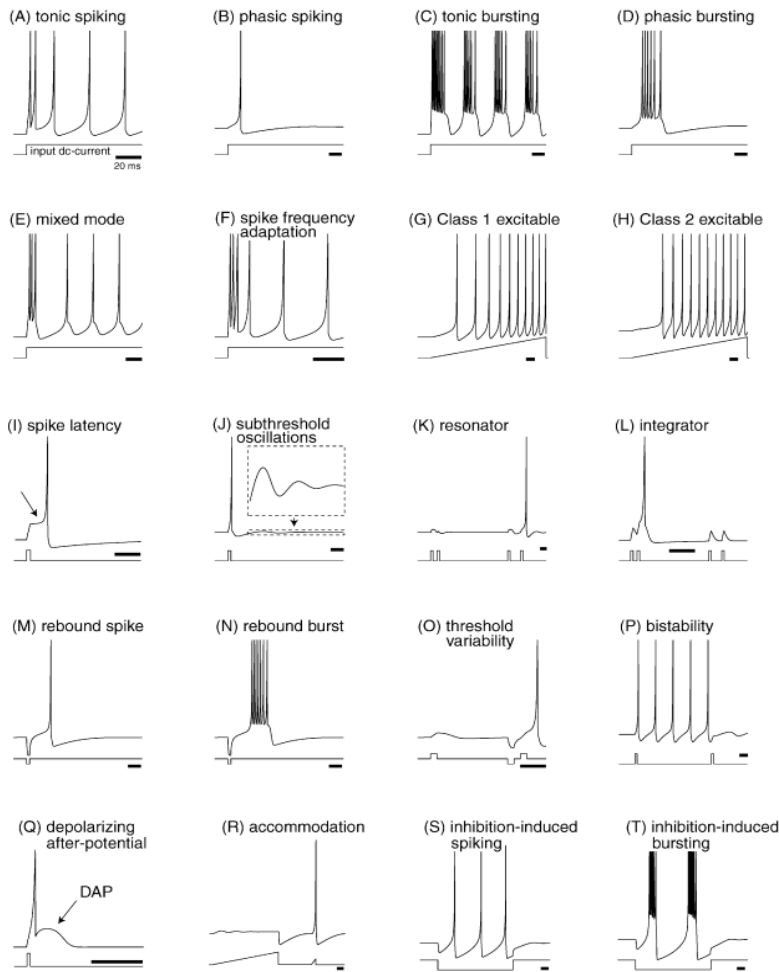 (A) tonic spiking
(B) phasic spiking
(C) tonic bursting
(D) phasic bursting
input dc-current
20 ms
(E) mixed mode
(F) spike frequency
adaptation
(G) Class 1 excitable
(H) Class 2 excitable
(I) spike latency
(J) subthreshold
oscillations
(K) resonator
(L) integrator
(M) rebound spike
(N) rebound burst
(O) threshold
variability
(P) bistability
(Q) depolarizing
after-potential
DAP
(R) accommodation
(S) inhibition-induced
spiking
(T) inhibition-induced
bursting